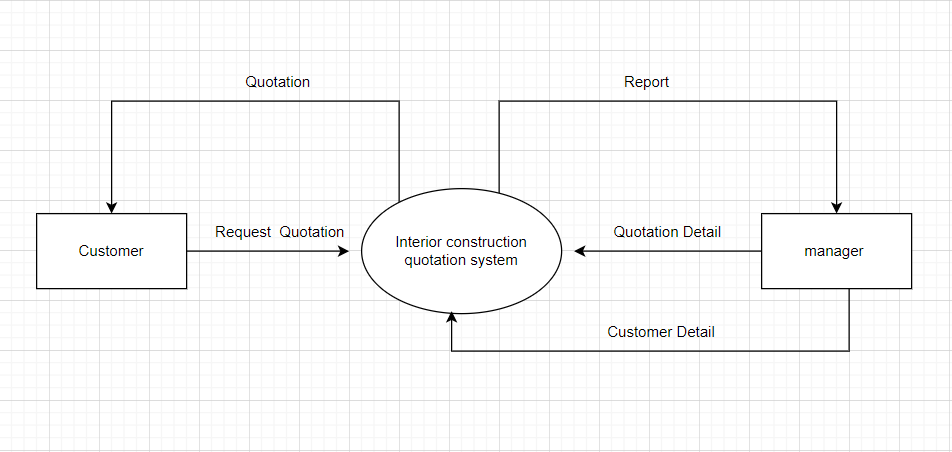 Quotation
Report
Request  Quotation
Quotation Detail
Customer
Interior construction
quotation system
manager
Customer Detail